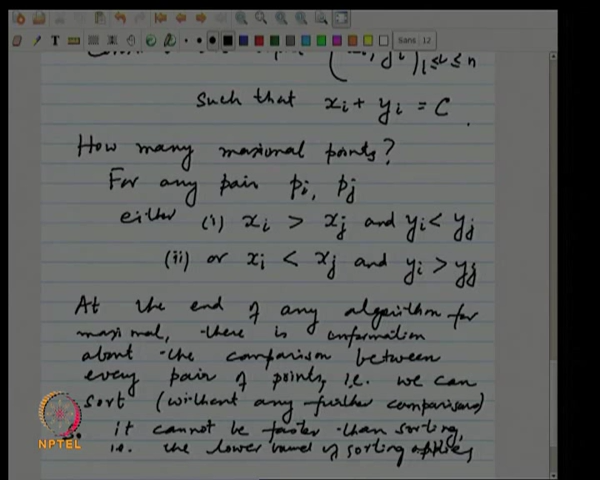 Sans 12
such that xi + yi = C.
How many maximal points?
For any pair pi, pj
either (i) xi > xj and yi < yj
(ii) or xi < xj and yi > yj
At the end of any algorithm for
maximal, there is information
about the comparison between
every pair of points, i.e. we can
sort (without any further comparisons)
it cannot be faster than sorting,
i.e. the lower bound of sorting applies
NPTEL